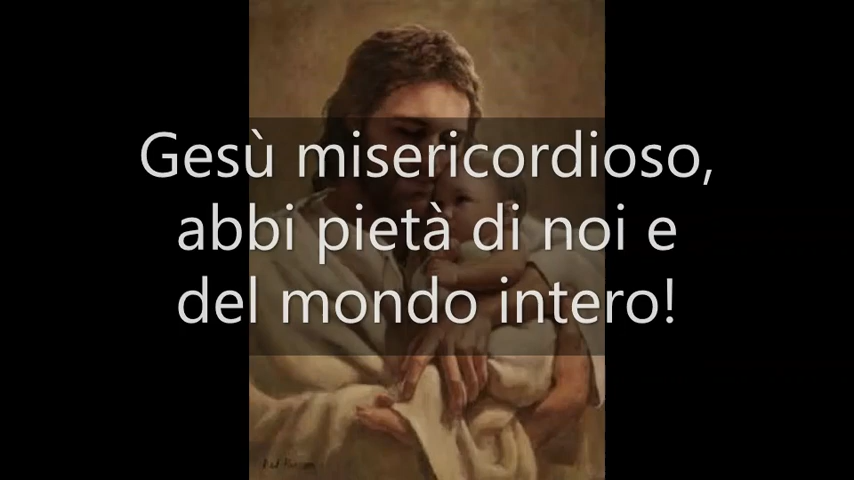 Gesù misericordioso,
abbi pietà di noi e
del mondo intero!